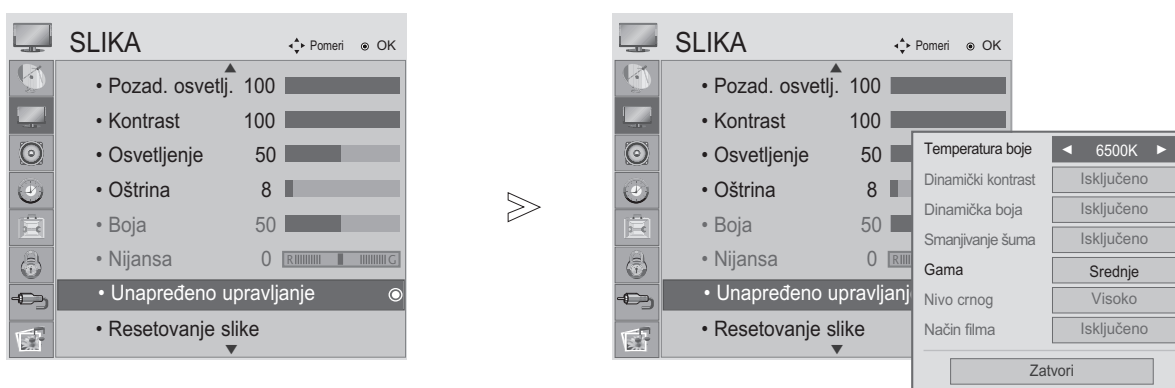 SLIKA Pomeri OK
• Pozad. osvetlj. 100
• Kontrast 100
• Osvetljenje 50
• Oštrina 8
• Boja 50
• Nijansa 0 R G
• Unapređeno upravljanje
• Resetovanje slike
>
SLIKA Pomeri OK
• Pozad. osvetlj. 100
• Kontrast 100
• Osvetljenje 50
• Oštrina 8
• Boja 50
• Nijansa 0 R
• Unapređeno upravljanj
• Resetovanje slike
Temperatura boje ◄ 6500K ►
Dinamički kontrast Isključeno
Dinamička boja Isključeno
Smanjivanje šuma Isključeno
Gama Srednje
Nivo crnog Visoko
Način filma Isključeno
Zatvori